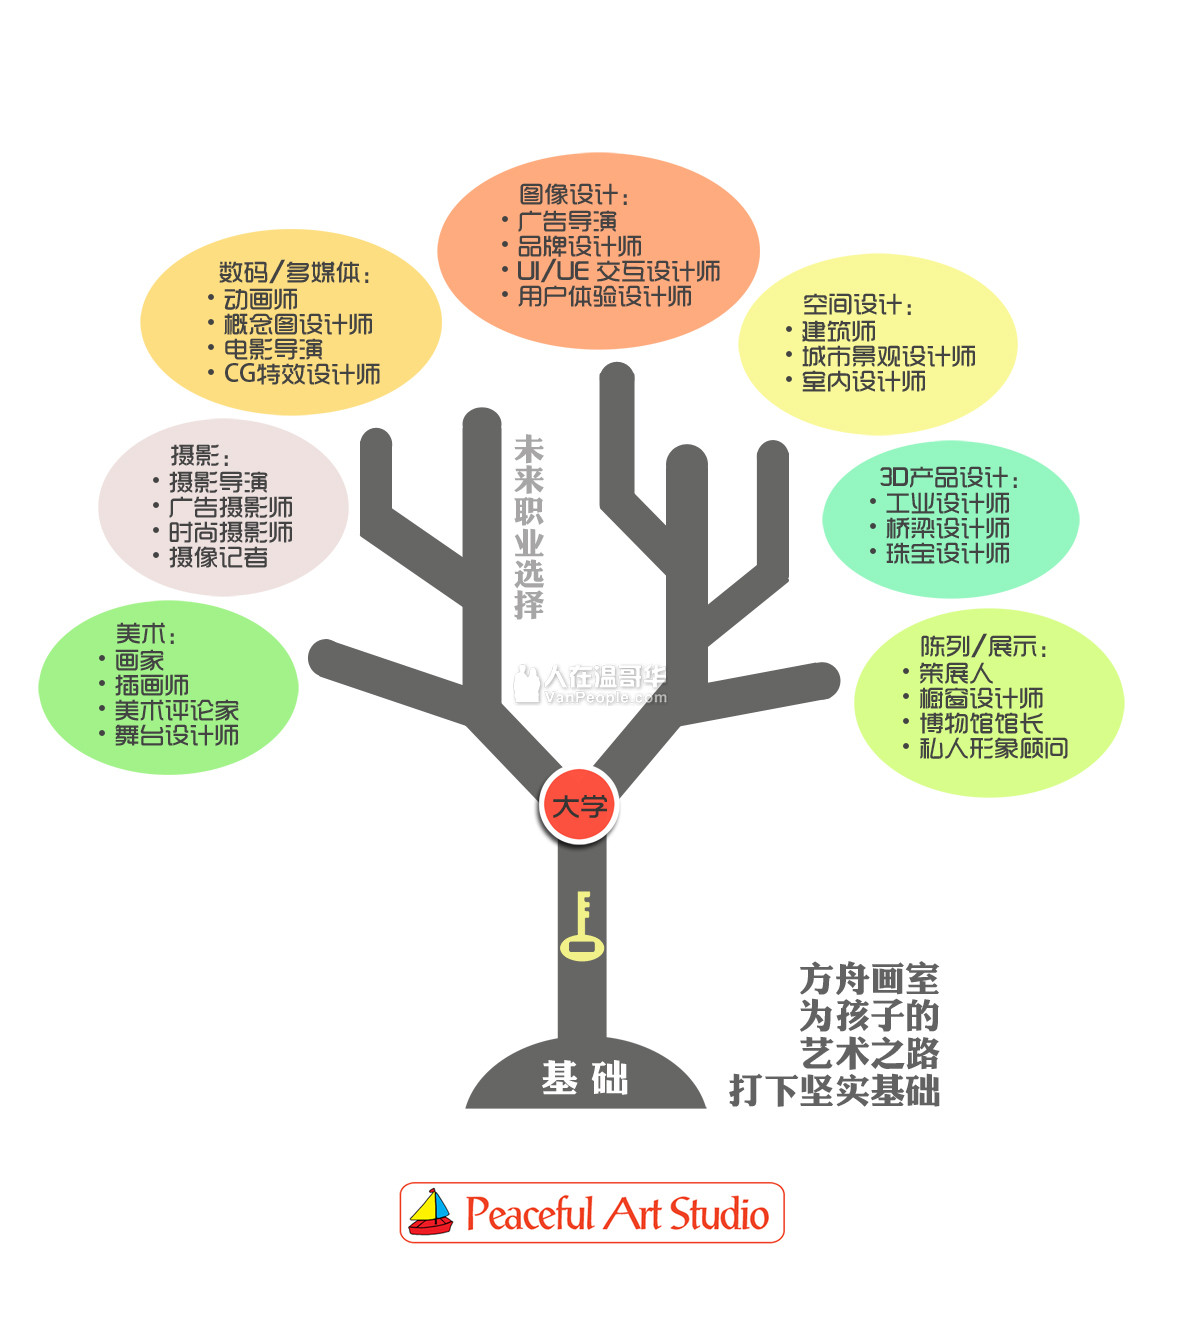 图像设计：
• 广告导演
• 品牌设计师
• UI/UE 交互设计师
• 用户体验设计师
数码/多媒体：
• 动画师
• 概念图设计师
• 电影导演
• CG特效设计师
空间设计：
• 建筑师
• 城市景观设计师
• 室内设计师
摄影：
• 摄影导演
• 广告摄影师
• 时尚摄影师
• 摄像记者
3D产品设计：
• 工业设计师
• 桥梁设计师
• 珠宝设计师
美术：
• 画家
• 插画师
• 美术评论家
• 舞台设计师
陈列/展示：
• 策展人
• 橱窗设计师
• 博物馆馆长
• 私人形象顾问
未来职业选择
人在温哥华
VanPeople.com
大学
基础
方舟画室
为孩子的
艺术之路
打下坚实基础
Peaceful Art Studio